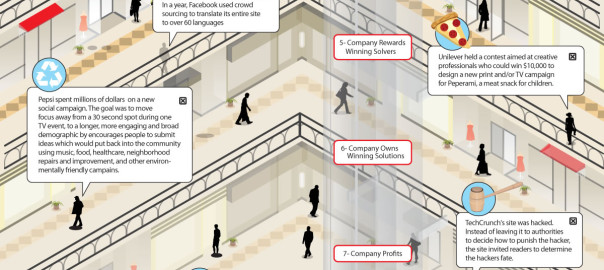 In a year, Facebook used crowd
sourcing to translate its entire site
to over 60 languages
5- Company Rewards
Winning Solvers
Unilever held a contest aimed at creative
professionals who could win $10,000 to
design a new print and/or TV campaign
for Peperami, a meat snack for children.
Pepsi spent millions of dollars on a new
social campaign. The goal was to move
focus away from a 30 second spot during one
TV event, to a longer, more engaging and broad
demographic by encourages people to submit
ideas which would put back into the community
using music, food, healthcare, neighborhood
repairs and improvement, and other environ-
mentally friendly campains.
6- Company Owns
Winning Solutions
TechCrunch's site was hacked.
Instead of leaving it to authorities
to decide how to punish the hacker,
the site invited readers to determine
the hackers fate.
7- Company Profits